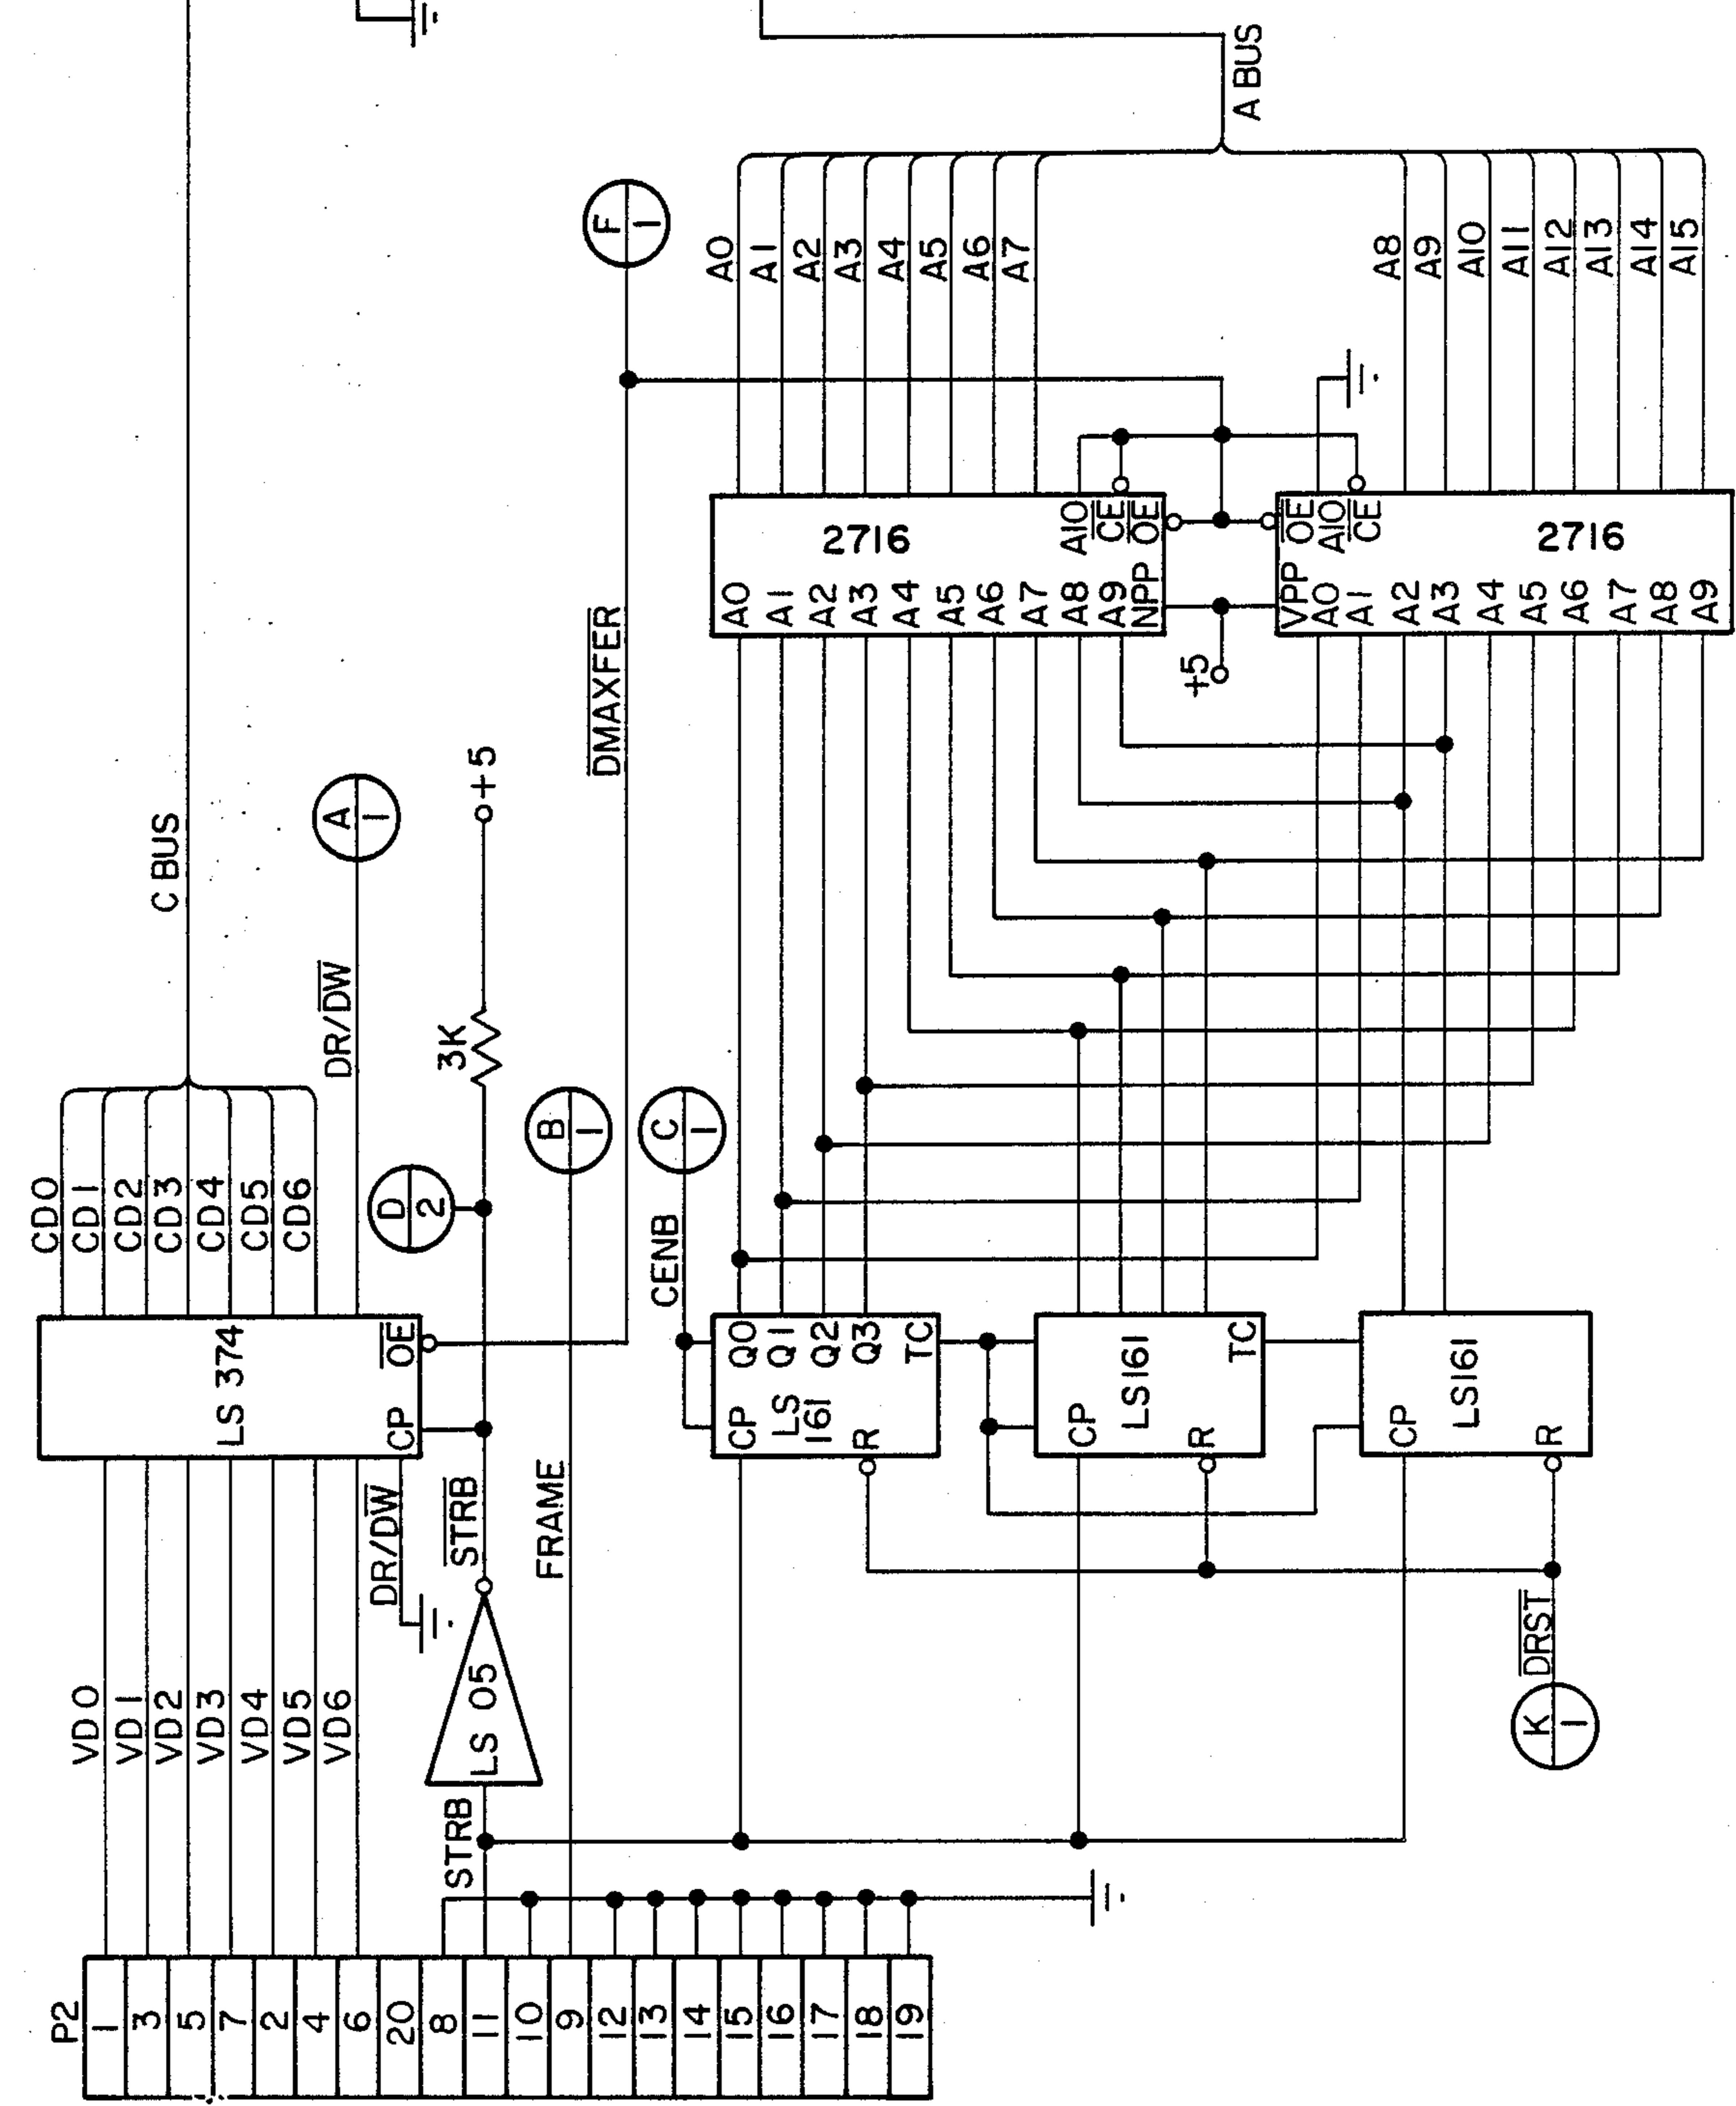 P2
1
3
5
7
2
4
6
20
8
11
10
9
12
13
14
15
16
17
18
19
VD0
VD1
VD2
VD3
VD4
VD5
VD6
DR/DW
STRB
LS 05
STRB
FRAME
LS 374
CP
OE
CD0
CD1
CD2
CD3
CD4
CD5
CD6
C BUS
DR/DW
A
1
D
2
3K
+5
B
1
DMAXFER
F
1
C
1
CENB
CP
LS
161
R
Q0
Q1
Q2
Q3
TC
CP
LS161
R
TC
CP
LS161
R
K
1
DRST
A0
A1
A2
A3
A4
A5
A6
A7
A8
A9
NPP
2716
A10
CE
OE
+5
VPP
A0
A1
A2
A3
A4
A5
A6
A7
A8
A9
OE
A10
CE
2716
A0
A1
A2
A3
A4
A5
A6
A7
A8
A9
A10
A11
A12
A13
A14
A15
A BUS